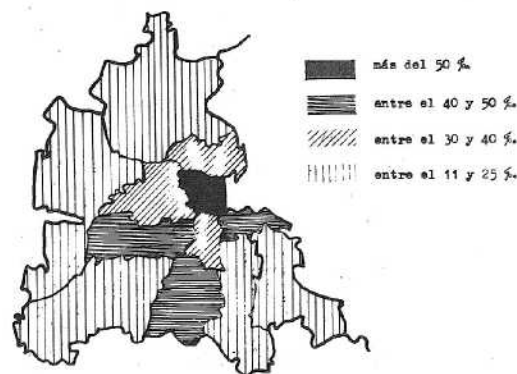 más del 50 ‰
entre el 40 y 50 ‰
entre el 30 y 40 ‰
entre el 11 y 25 ‰